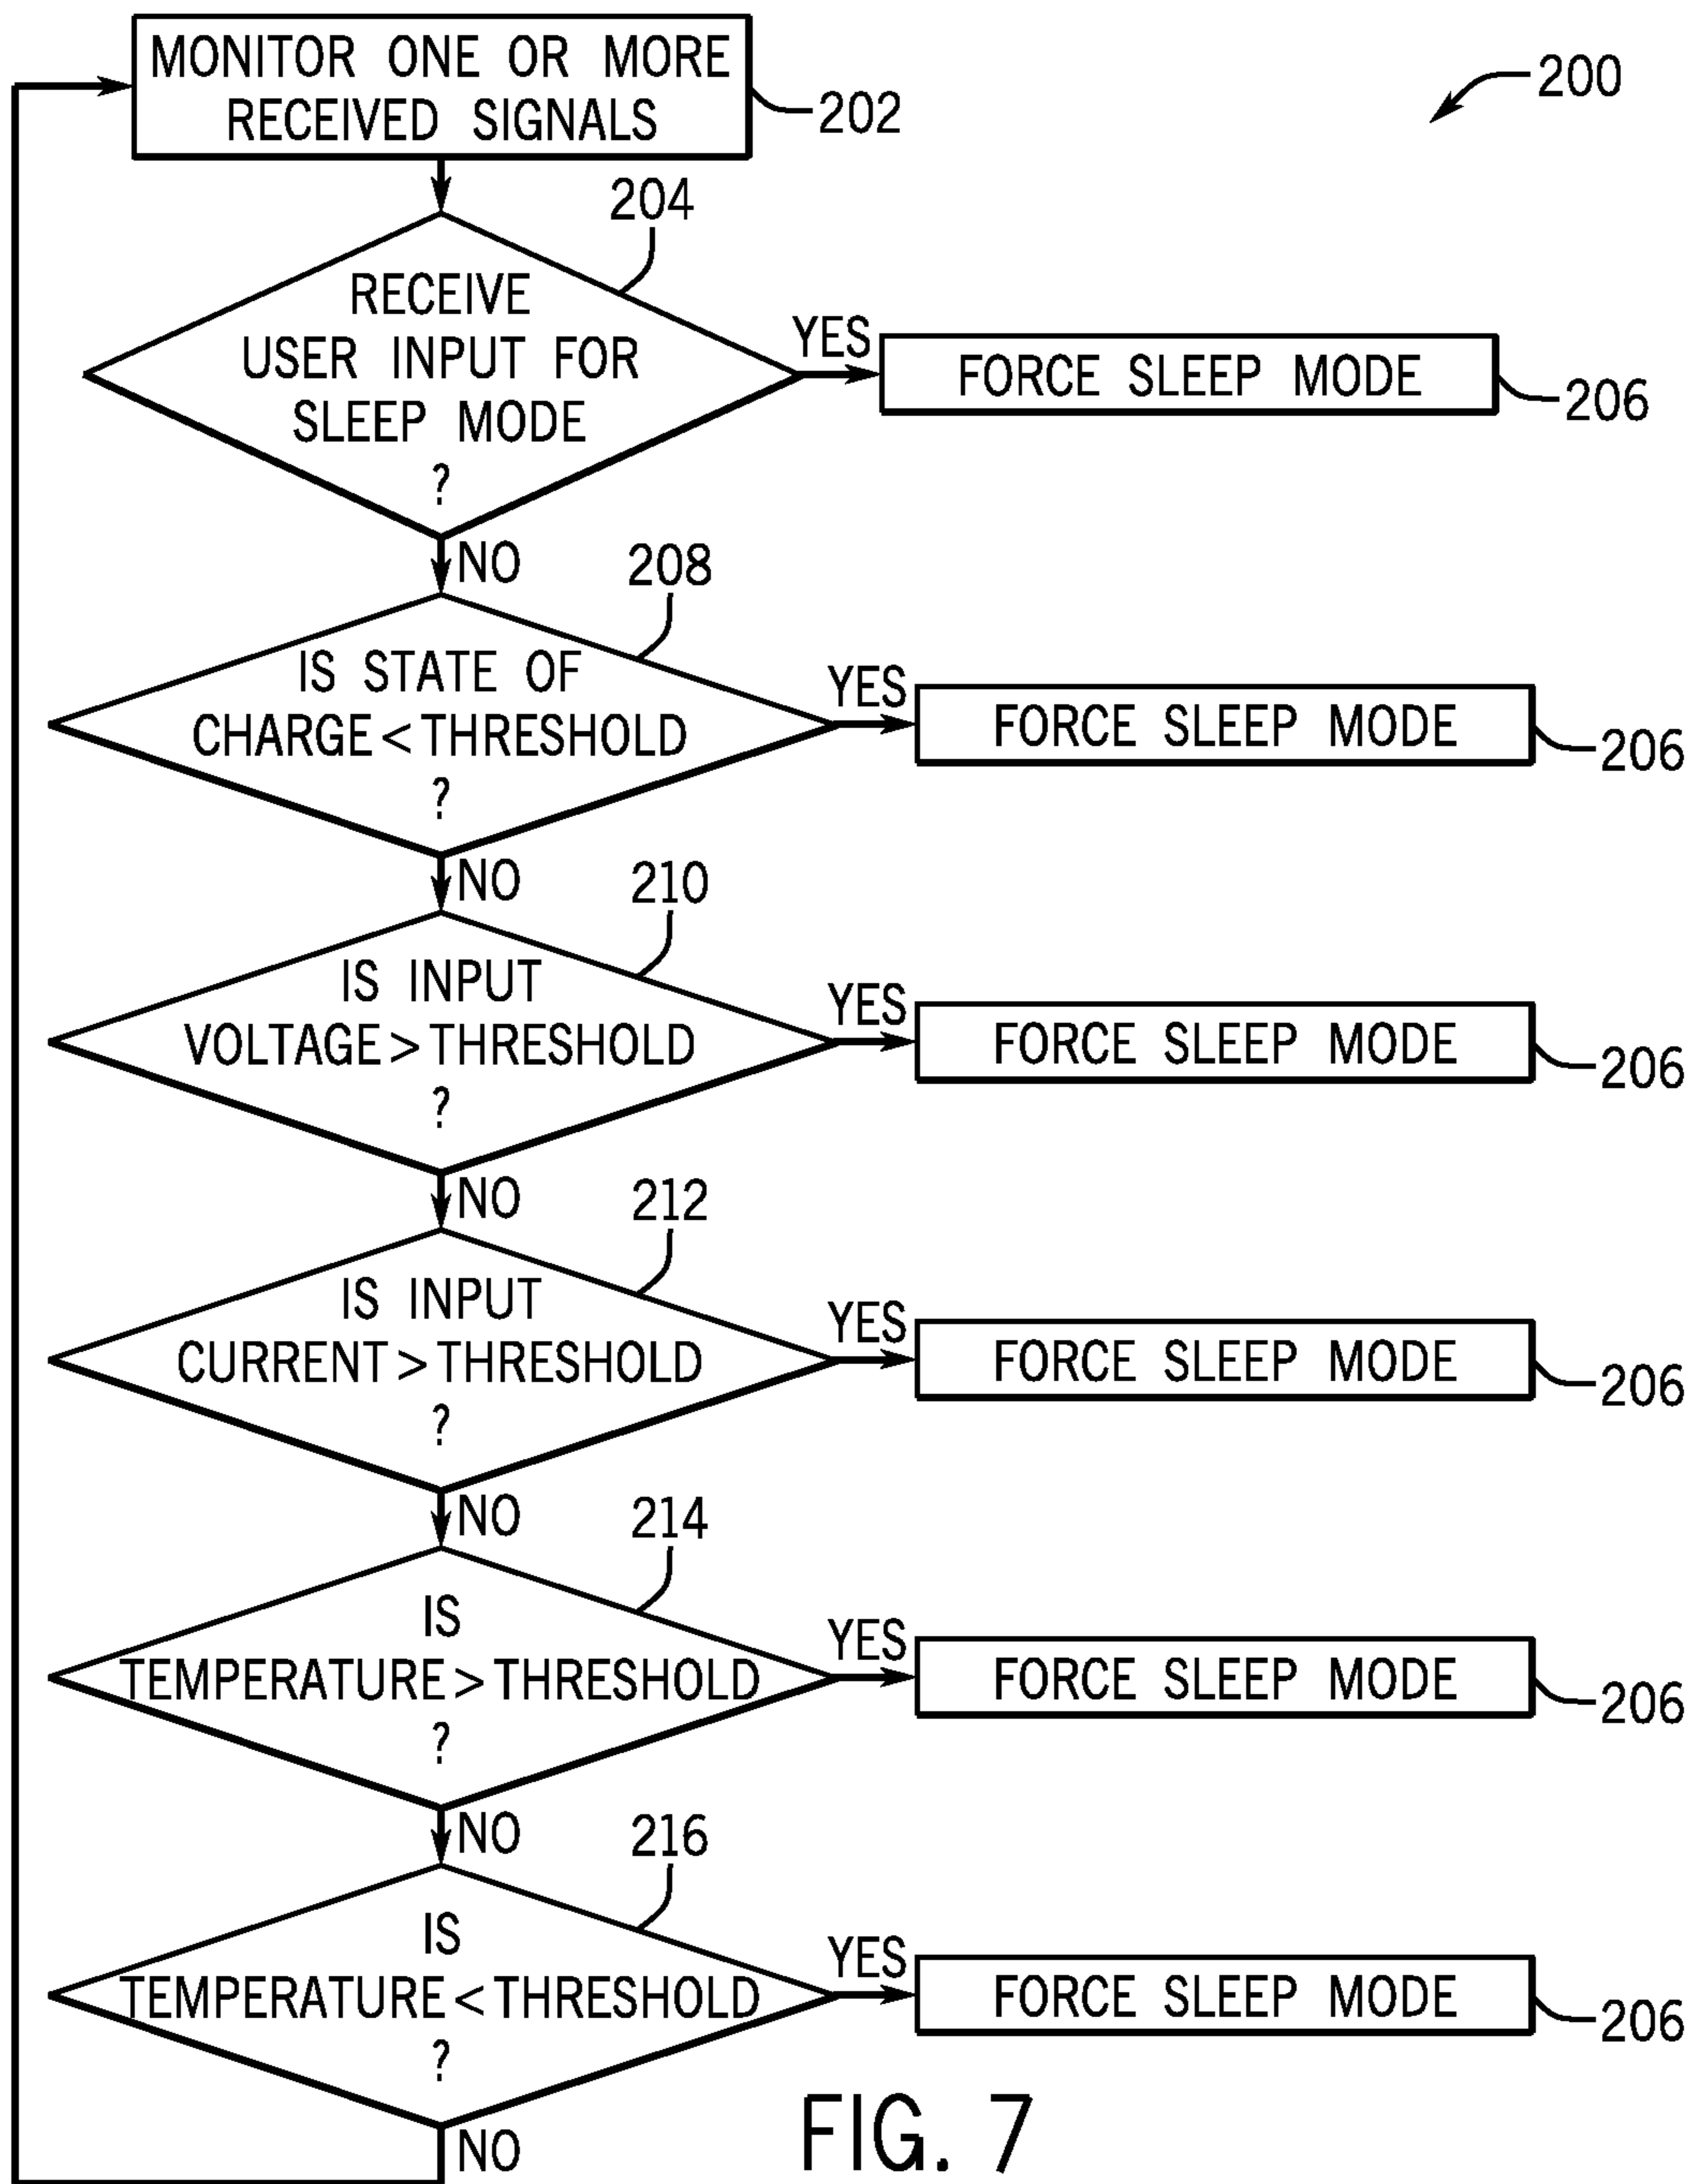 MONITOR ONE OR MORE
RECEIVED SIGNALS
202
200
204
RECEIVE
USER INPUT FOR
SLEEP MODE
?
YES
FORCE SLEEP MODE
206
NO
208
IS STATE OF
CHARGE < THRESHOLD
?
YES
FORCE SLEEP MODE
206
NO
210
IS INPUT
VOLTAGE > THRESHOLD
?
YES
FORCE SLEEP MODE
206
NO
212
IS INPUT
CURRENT > THRESHOLD
?
YES
FORCE SLEEP MODE
206
NO
214
IS
TEMPERATURE > THRESHOLD
?
YES
FORCE SLEEP MODE
206
NO
216
IS
TEMPERATURE < THRESHOLD
?
YES
FORCE SLEEP MODE
206
NO
FIG. 7